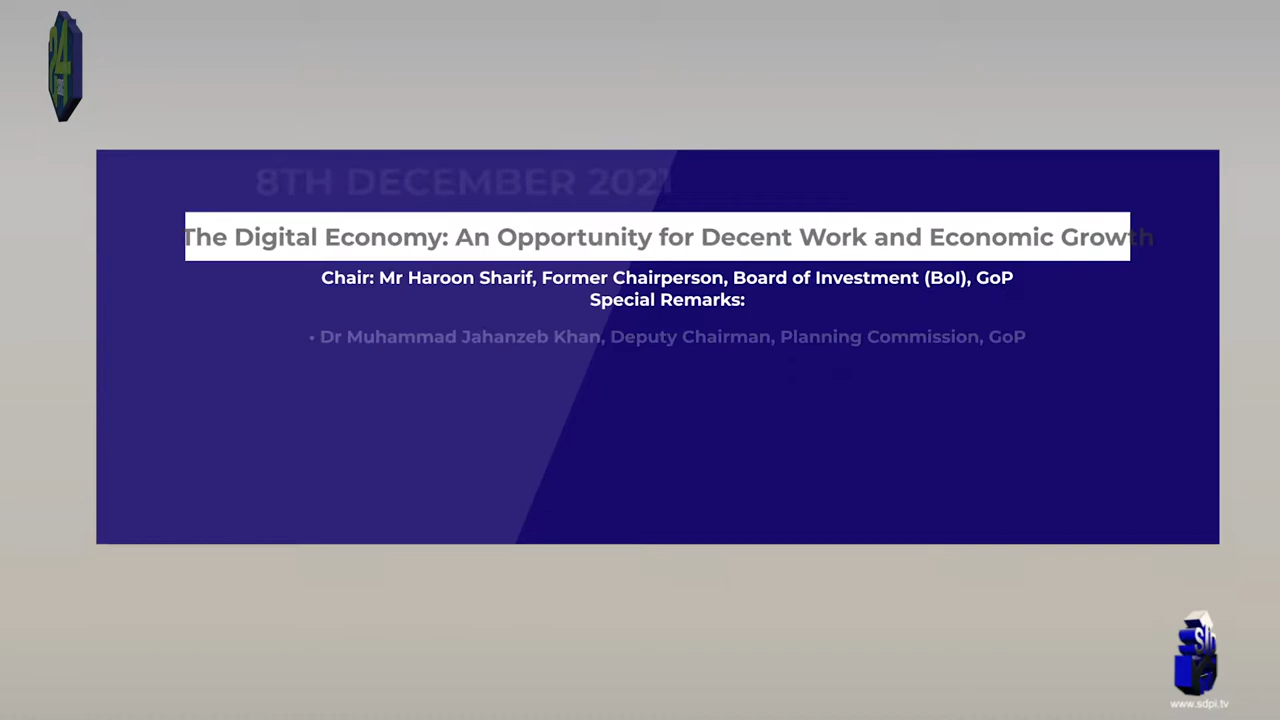 24
8TH DECEMBER 2021
The Digital Economy: An Opportunity for Decent Work and Economic Growth
Chair: Mr Haroon Sharif, Former Chairperson, Board of Investment (BoI), GoP
Special Remarks:
• Dr Muhammad Jahanzeb Khan, Deputy Chairman, Planning Commission, GoP
www.sdpi.tv